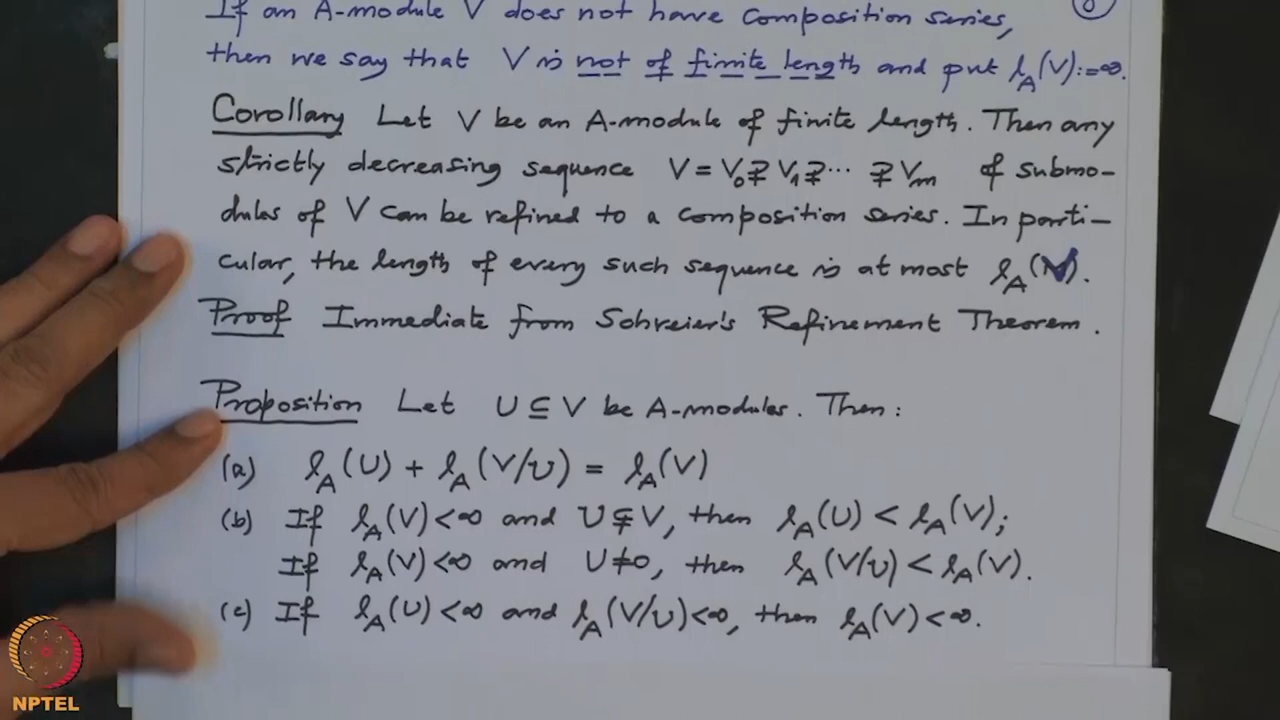 If an A-module V does not have composition series,
6
then we say that V is not of finite length and put ℓ_A(V):=∞.
Corollary Let V be an A-module of finite length. Then any
strictly decreasing sequence V = V₀ ⊋ V₁ ⊋ ⋯ ⊋ Vₘ of submo-
dules of V can be refined to a composition series. In parti-
cular, the length of every such sequence is at most ℓ_A(V).
Proof Immediate from Schreier's Refinement Theorem.
Proposition Let U ⊆ V be A-modules. Then:
(a) ℓ_A(U) + ℓ_A(V/U) = ℓ_A(V)
(b) If ℓ_A(V)<∞ and U ⊊ V, then ℓ_A(U) < ℓ_A(V);
If ℓ_A(V)<∞ and U≠0, then ℓ_A(V/U) < ℓ_A(V).
(c) If ℓ_A(U)<∞ and ℓ_A(V/U)<∞, then ℓ_A(V)<∞.
NPTEL